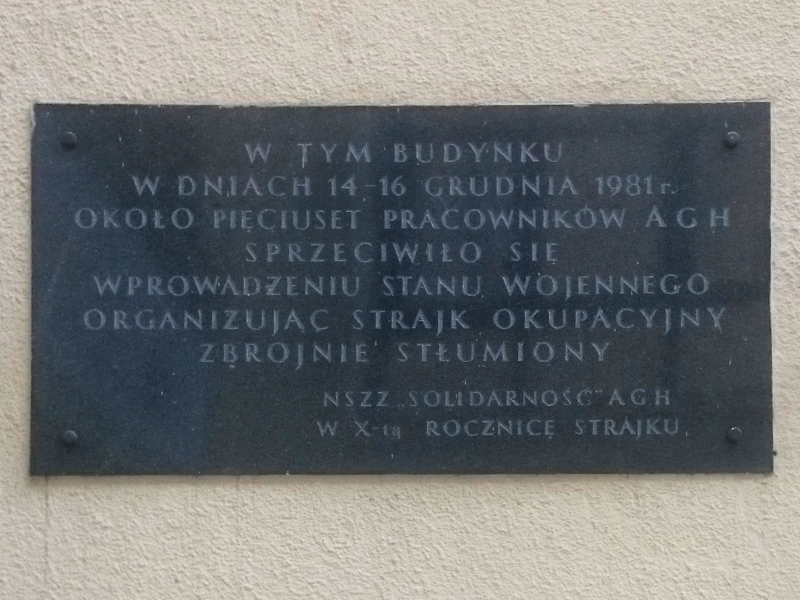 W TYM BUDYNKU
W DNIACH 14-16 GRUDNIA 1981 r.
OKOŁO PIĘCIUSET PRACOWNIKÓW AGH
SPRZECIWIŁO SIĘ
WPROWADZENIU STANU WOJENNEGO
ORGANIZUJĄC STRAJK OKUPACYJNY
ZBROJNIE STŁUMIONY
NSZZ „SOLIDARNOŚĆ" AGH
W X-tą ROCZNICĘ STRAJKU